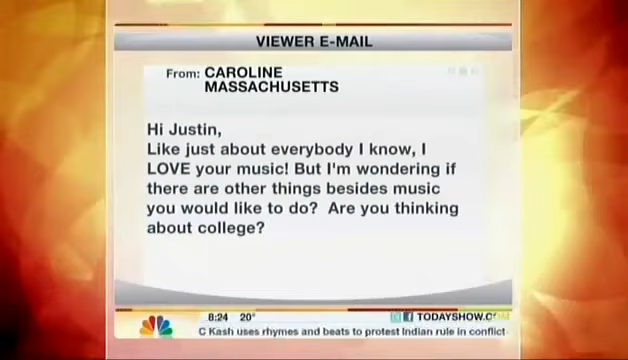 VIEWER E-MAIL
From: CAROLINE
MASSACHUSETTS
Hi Justin,
Like just about everybody I know, I
LOVE your music! But I'm wondering if
there are other things besides music
you would like to do? Are you thinking
about college?
8:24 20° TODAYSHOW.COM
C Kash uses rhymes and beats to protest Indian rule in conflict